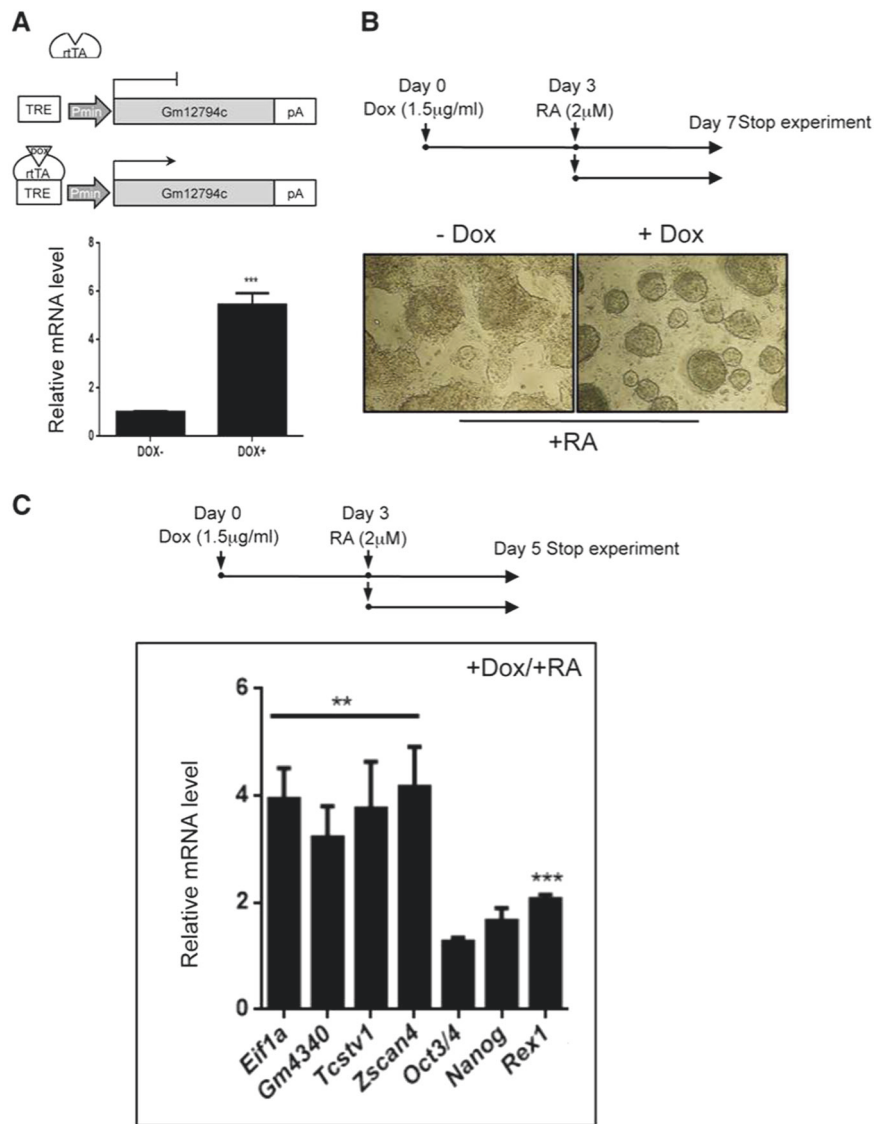 A
rtTA
TRE Pmin Gm12794c pA
DOX
rtTA
TRE Pmin Gm12794c pA
Relative mRNA level
8
6
4
2
0
***
DOX- DOX+
B
Day 0
Dox (1.5μg/ml)
Day 3
RA (2μM)
Day 7 Stop experiment
- Dox + Dox
+RA
C
Day 0
Dox (1.5μg/ml)
Day 3
RA (2μM)
Day 5 Stop experiment
+Dox/+RA
Relative mRNA level
6
4
2
0
**
***
Eif1a
Gm4340
Tcstv1
Zscan4
Oct3/4
Nanog
Rex1